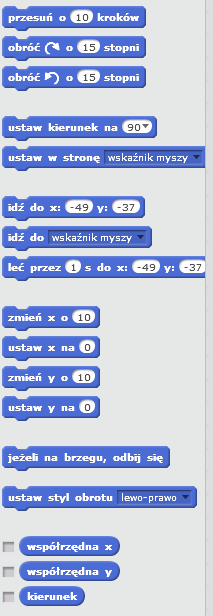 przesuń o 10 kroków
obróć o 15 stopni
obróć o 15 stopni
ustaw kierunek na 90
ustaw w stronę wskaźnik myszy
idź do x: -49 y: -37
idź do wskaźnik myszy
leć przez 1 s do x: -49 y: -37
zmień x o 10
ustaw x na 0
zmień y o 10
ustaw y na 0
jeżeli na brzegu, odbij się
ustaw styl obrotu lewo-prawo
współrzędna x
współrzędna y
kierunek